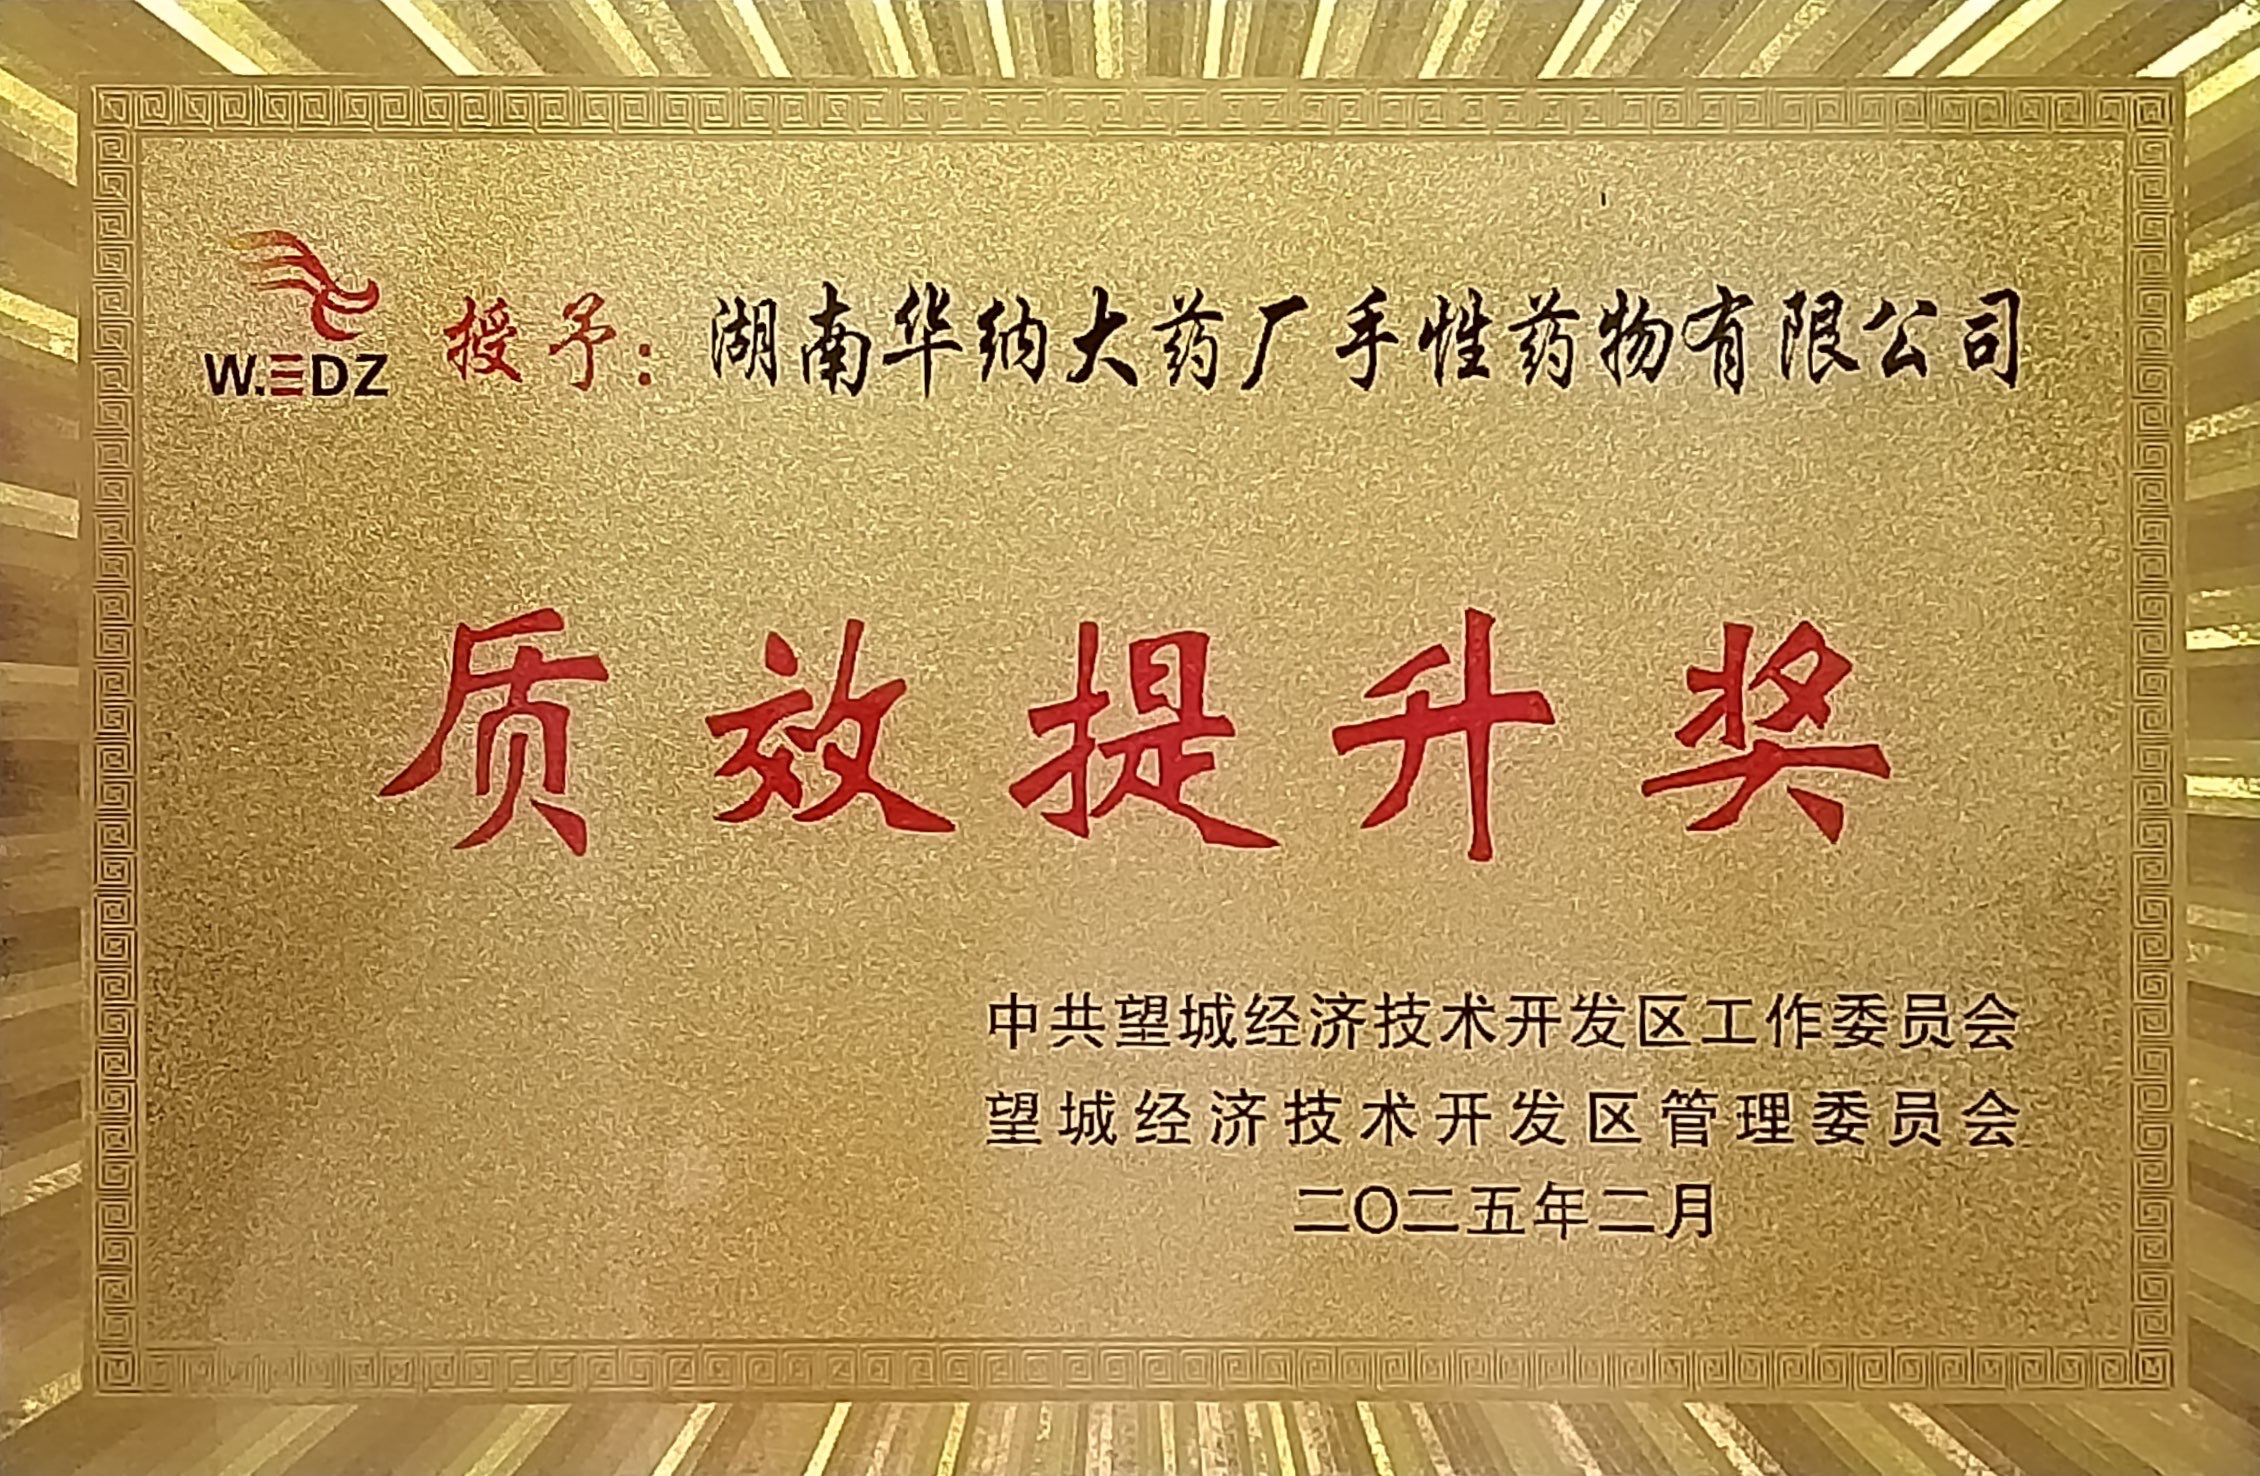 W.EDZ
授予：湖南华纳大药厂手性药物有限公司
质效提升奖
中共望城经济技术开发区工作委员会
望城经济技术开发区管理委员会
二〇二五年二月